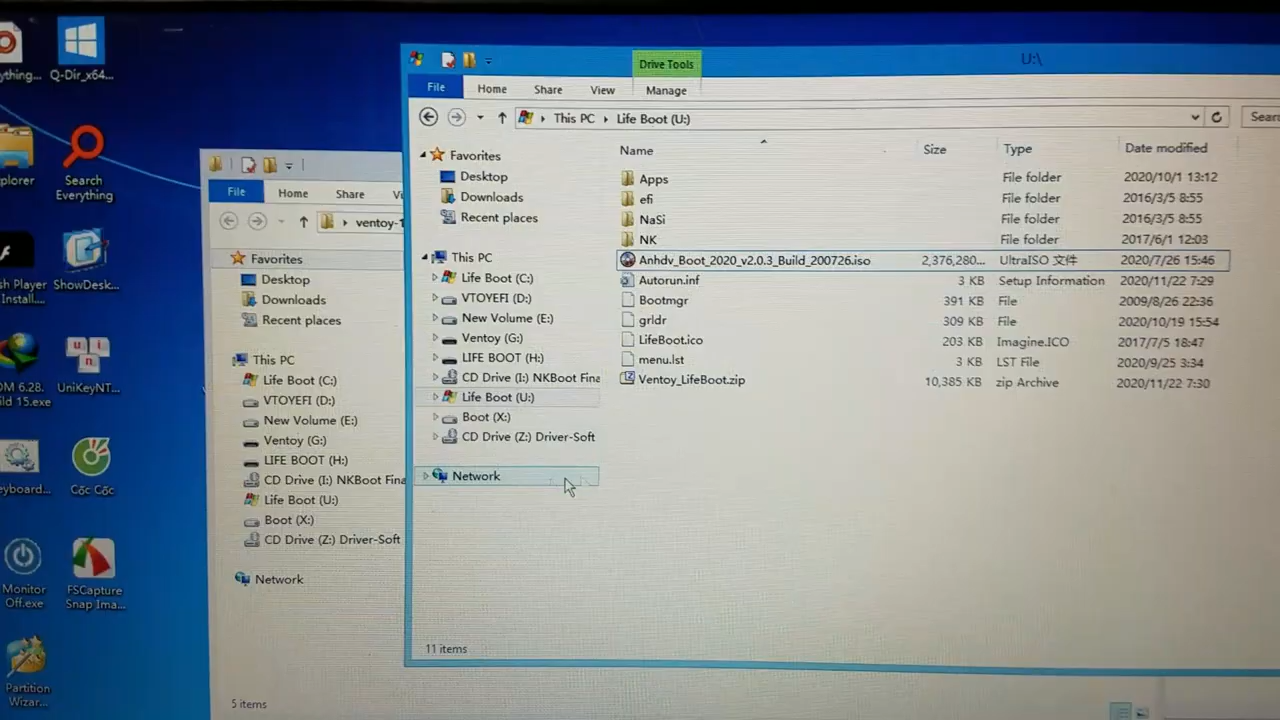 ything...
Q-Dir_x64...
plorer
Search
Everything
sh Player
Install....
ShowDesk...
DM 6.28.
ild 15.exe
UniKeyNT...
eyboard...
Cốc Cốc
Monitor
Off.exe
FSCapture
Snap Ima...
Partition
Wizar...
File
Home
Share
Vi
ventoy-1
Favorites
Desktop
Downloads
Recent places
This PC
Life Boot (C:)
VTOYEFI (D:)
New Volume (E:)
Ventoy (G:)
LIFE BOOT (H:)
CD Drive (I:) NKBoot Fina
Life Boot (U:)
Boot (X:)
CD Drive (Z:) Driver-Soft
Network
5 items
Drive Tools
U:\
File
Home
Share
View
Manage
This PC
Life Boot (U:)
Sear
Favorites
Desktop
Downloads
Recent places
This PC
Life Boot (C:)
VTOYEFI (D:)
New Volume (E:)
Ventoy (G:)
LIFE BOOT (H:)
CD Drive (I:) NKBoot Fina
Life Boot (U:)
Boot (X:)
CD Drive (Z:) Driver-Soft
Network
Name Size Type Date modified
Apps File folder 2020/10/1 13:12
efi File folder 2016/3/5 8:55
NaSi File folder 2016/3/5 8:55
NK File folder 2017/6/1 12:03
Anhdv_Boot_2020_v2.0.3_Build_200726.iso 2,376,280... UltraISO 文件 2020/7/26 15:46
Autorun.inf 3 KB Setup Information 2020/11/22 7:29
Bootmgr 391 KB File 2009/8/26 22:36
grldr 309 KB File 2020/10/19 15:54
LifeBoot.ico 203 KB Imagine.ICO 2017/7/5 18:47
menu.lst 3 KB LST File 2020/9/25 3:34
Ventoy_LifeBoot.zip 10,385 KB zip Archive 2020/11/22 7:30
11 items